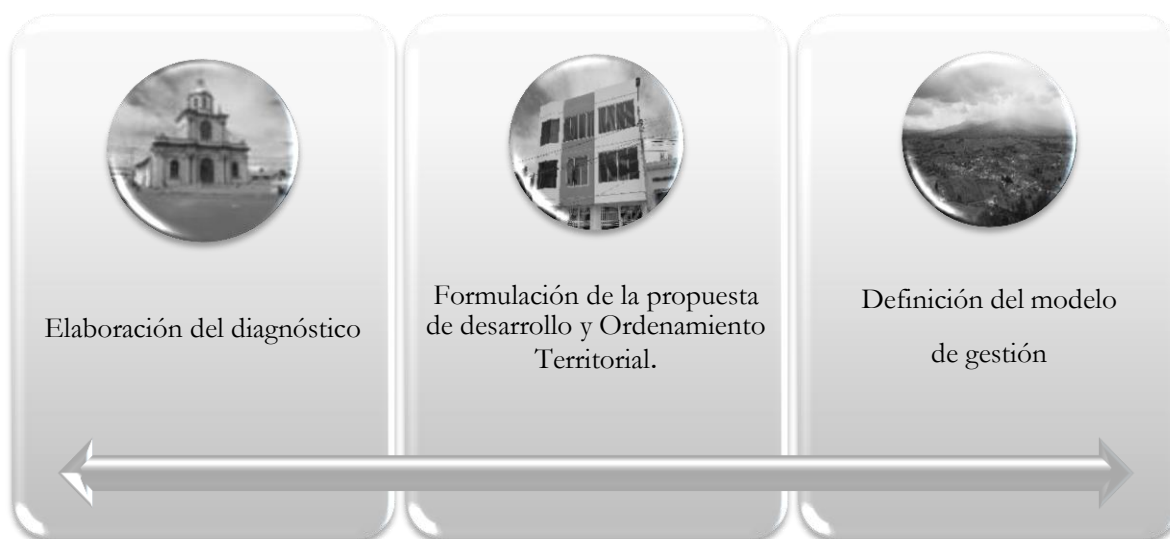 Elaboración del diagnóstico
Formulación de la propuesta
de desarrollo y Ordenamiento
Territorial.
Definición del modelo
de gestión